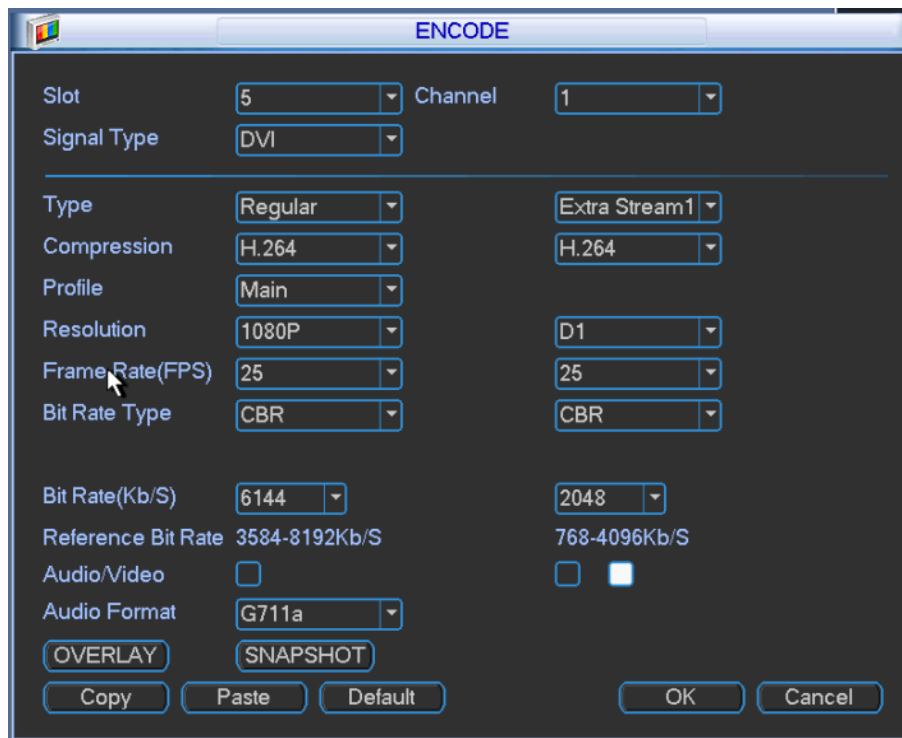 ENCODE
Slot 5 Channel 1
Signal Type DVI
Type Regular Extra Stream1
Compression H.264 H.264
Profile Main
Resolution 1080P D1
Frame Rate(FPS) 25 25
Bit Rate Type CBR CBR
Bit Rate(Kb/S) 6144 2048
Reference Bit Rate 3584-8192Kb/S 768-4096Kb/S
Audio/Video
Audio Format G711a
OVERLAY SNAPSHOT
Copy Paste Default OK Cancel